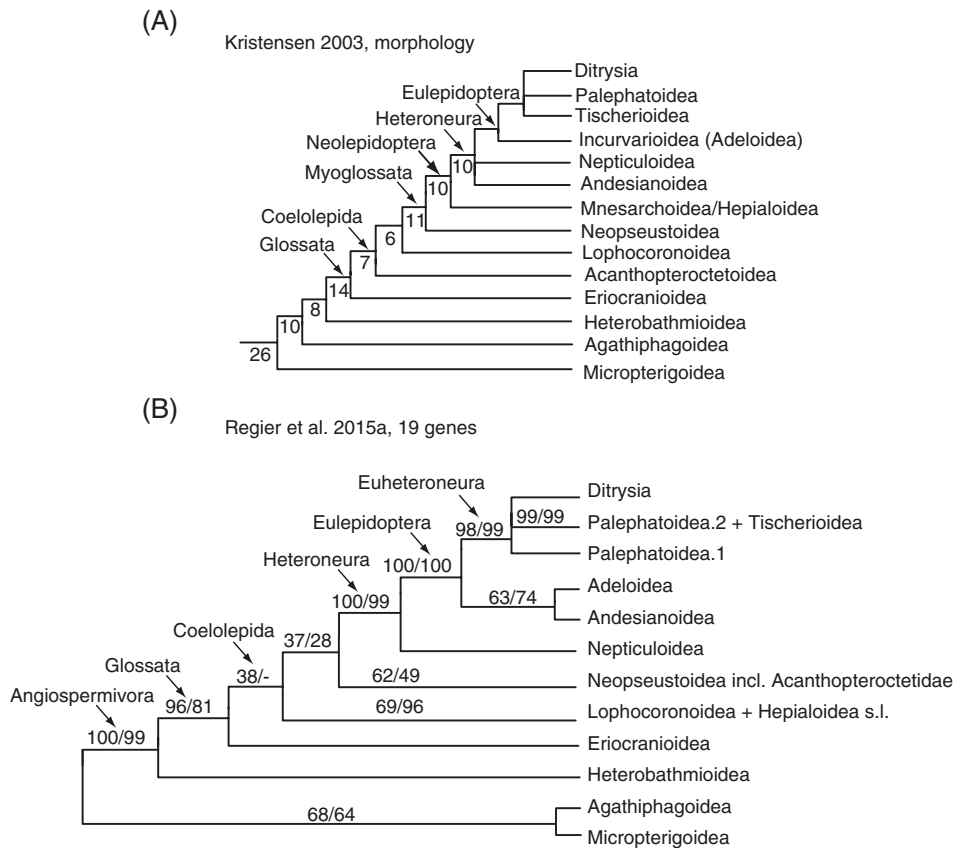 (A)
Kristensen 2003, morphology
Ditrysia
Eulepidoptera
Palephatoidea
Tischerioidea
Heteroneura
Incurvarioidea (Adeloidea)
Neolepidoptera
10
Nepticuloidea
Myoglossata
10
Andesianoidea
11
Mnesarchoidea/Hepialoidea
Coelolepida
6
Neopseustoidea
Glossata
7
Lophocoronoidea
14
Acanthopteroctetoidea
8
Eriocranioidea
10
Heterobathmioidea
26
Agathiphagoidea
Micropterigoidea
(B)
Regier et al. 2015a, 19 genes
Euheteroneura
Ditrysia
Eulepidoptera
98/99
99/99
Palephatoidea.2 + Tischerioidea
Heteroneura
100/100
Palephatoidea.1
Adeloidea
100/99
63/74
Andesianoidea
Coelolepida
37/28
Nepticuloidea
Glossata
38/-
62/49
Neopseustoidea incl. Acanthopteroctetidae
Angiospermivora
96/81
69/96
Lophocoronoidea + Hepialoidea s.l.
100/99
Eriocranioidea
Heterobathmioidea
68/64
Agathiphagoidea
Micropterigoidea